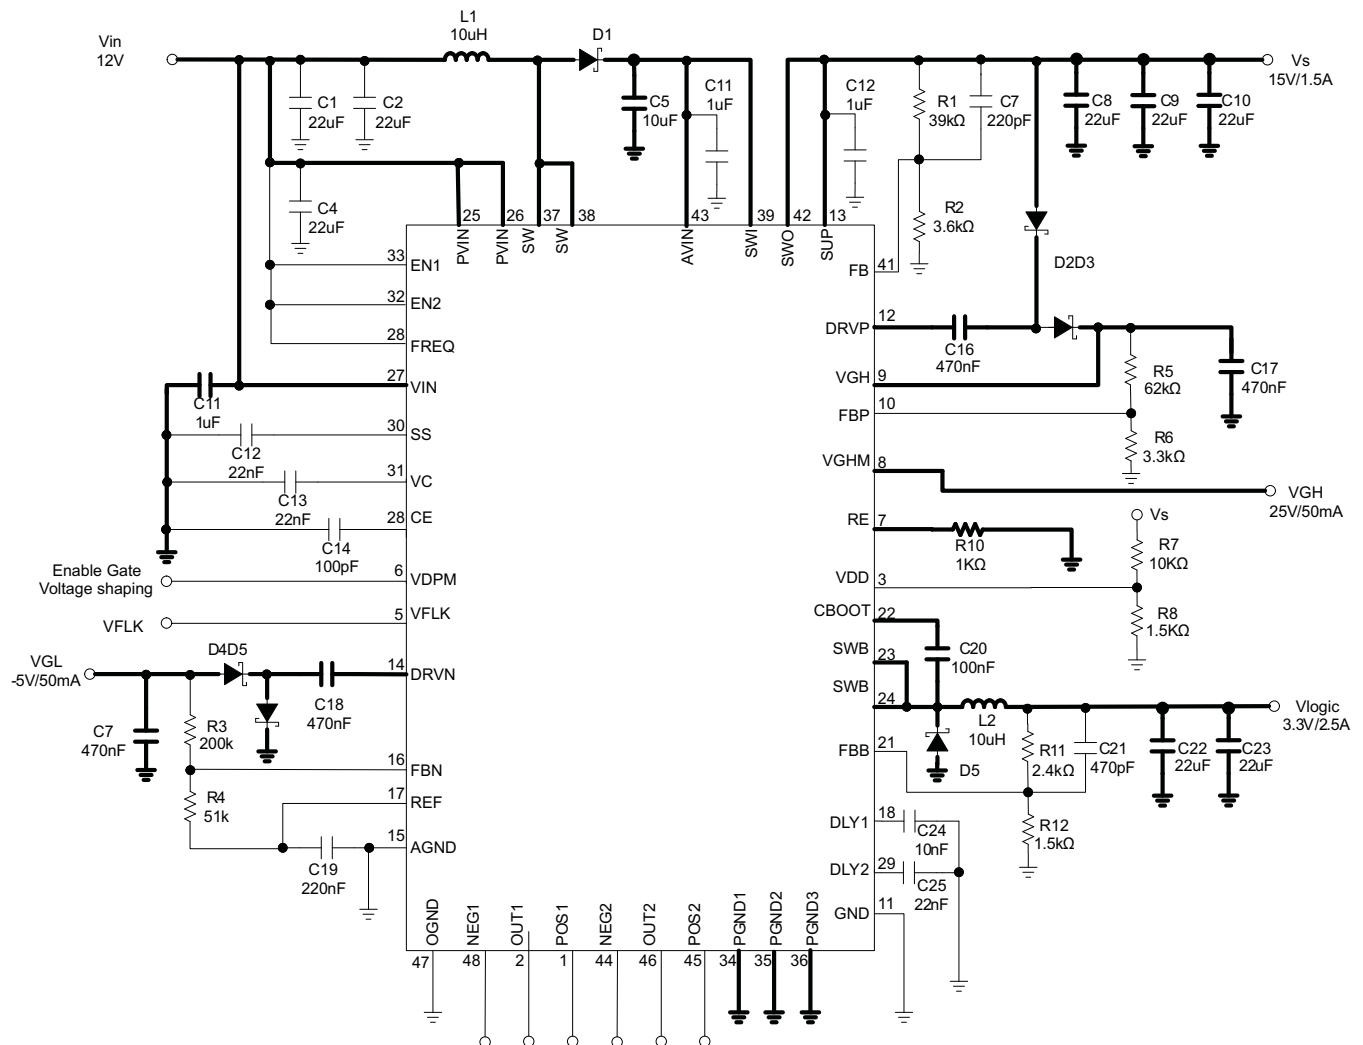 L1
10uH
D1
Vin
12V
C1
22uF
C2
22uF
C5
10uF
C11
1uF
C12
1uF
R1
39kΩ
C7
220pF
C8
22uF
C9
22uF
C10
22uF
Vs
15V/1.5A
C4
22uF
R2
3.6kΩ
25
26
37
38
43
39
42
13
PVIN
PVIN
SW
SW
AVIN
SWI
SWO
SUP
33
EN1
32
EN2
28
FREQ
27
VIN
C11
1uF
30
SS
C12
22nF
31
VC
C13
22nF
28
CE
C14
100pF
Enable Gate
Voltage shaping
6
VDPM
VFLK
5
VFLK
VGL
-5V/50mA
D4D5
14
DRVN
C18
470nF
C7
470nF
R3
200k
16
FBN
R4
51k
17
REF
15
AGND
C19
220nF
FB
41
D2D3
DRVP
12
C16
470nF
VGH
9
R5
62kΩ
C17
470nF
FBP
10
R6
3.3kΩ
VGHM
8
VGH
25V/50mA
RE
7
R10
1KΩ
Vs
R7
10KΩ
VDD
3
R8
1.5KΩ
CBOOT
22
C20
100nF
SWB
23
SWB
24
L2
10uH
Vlogic
3.3V/2.5A
FBB
21
D5
R11
2.4kΩ
C21
470pF
C22
22uF
C23
22uF
R12
1.5kΩ
DLY1
18
C24
10nF
DLY2
29
C25
22nF
GND
11
OGND
NEG1
OUT1
POS1
NEG2
OUT2
POS2
PGND1
PGND2
PGND3
47
48
2
1
44
46
45
34
35
36